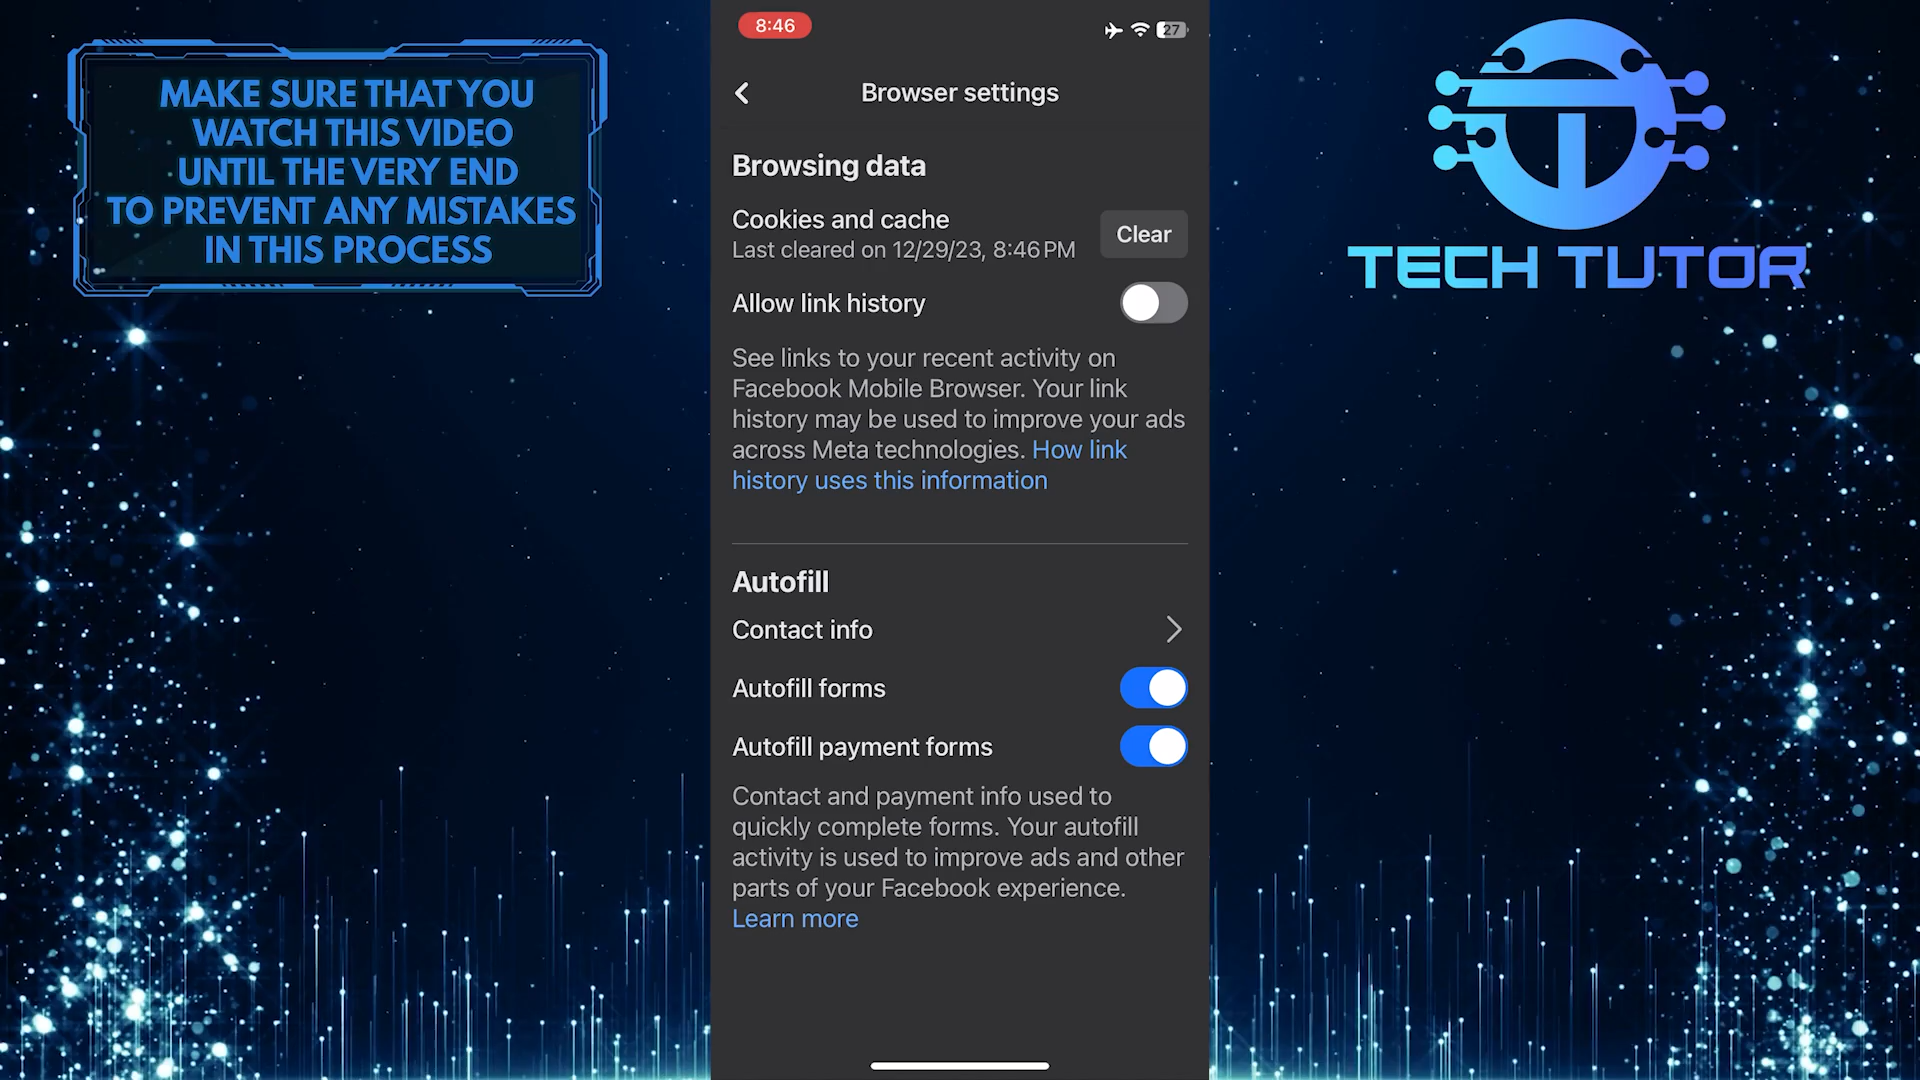 MAKE SURE THAT YOU
WATCH THIS VIDEO
UNTIL THE VERY END
TO PREVENT ANY MISTAKES
IN THIS PROCESS
8:46
27
Browser settings
Browsing data
Cookies and cache
Last cleared on 12/29/23, 8:46 PM
Clear
Allow link history
See links to your recent activity on
Facebook Mobile Browser. Your link
history may be used to improve your ads
across Meta technologies. How link
history uses this information
Autofill
Contact info
Autofill forms
Autofill payment forms
Contact and payment info used to
quickly complete forms. Your autofill
activity is used to improve ads and other
parts of your Facebook experience.
Learn more
TECH TUTOR